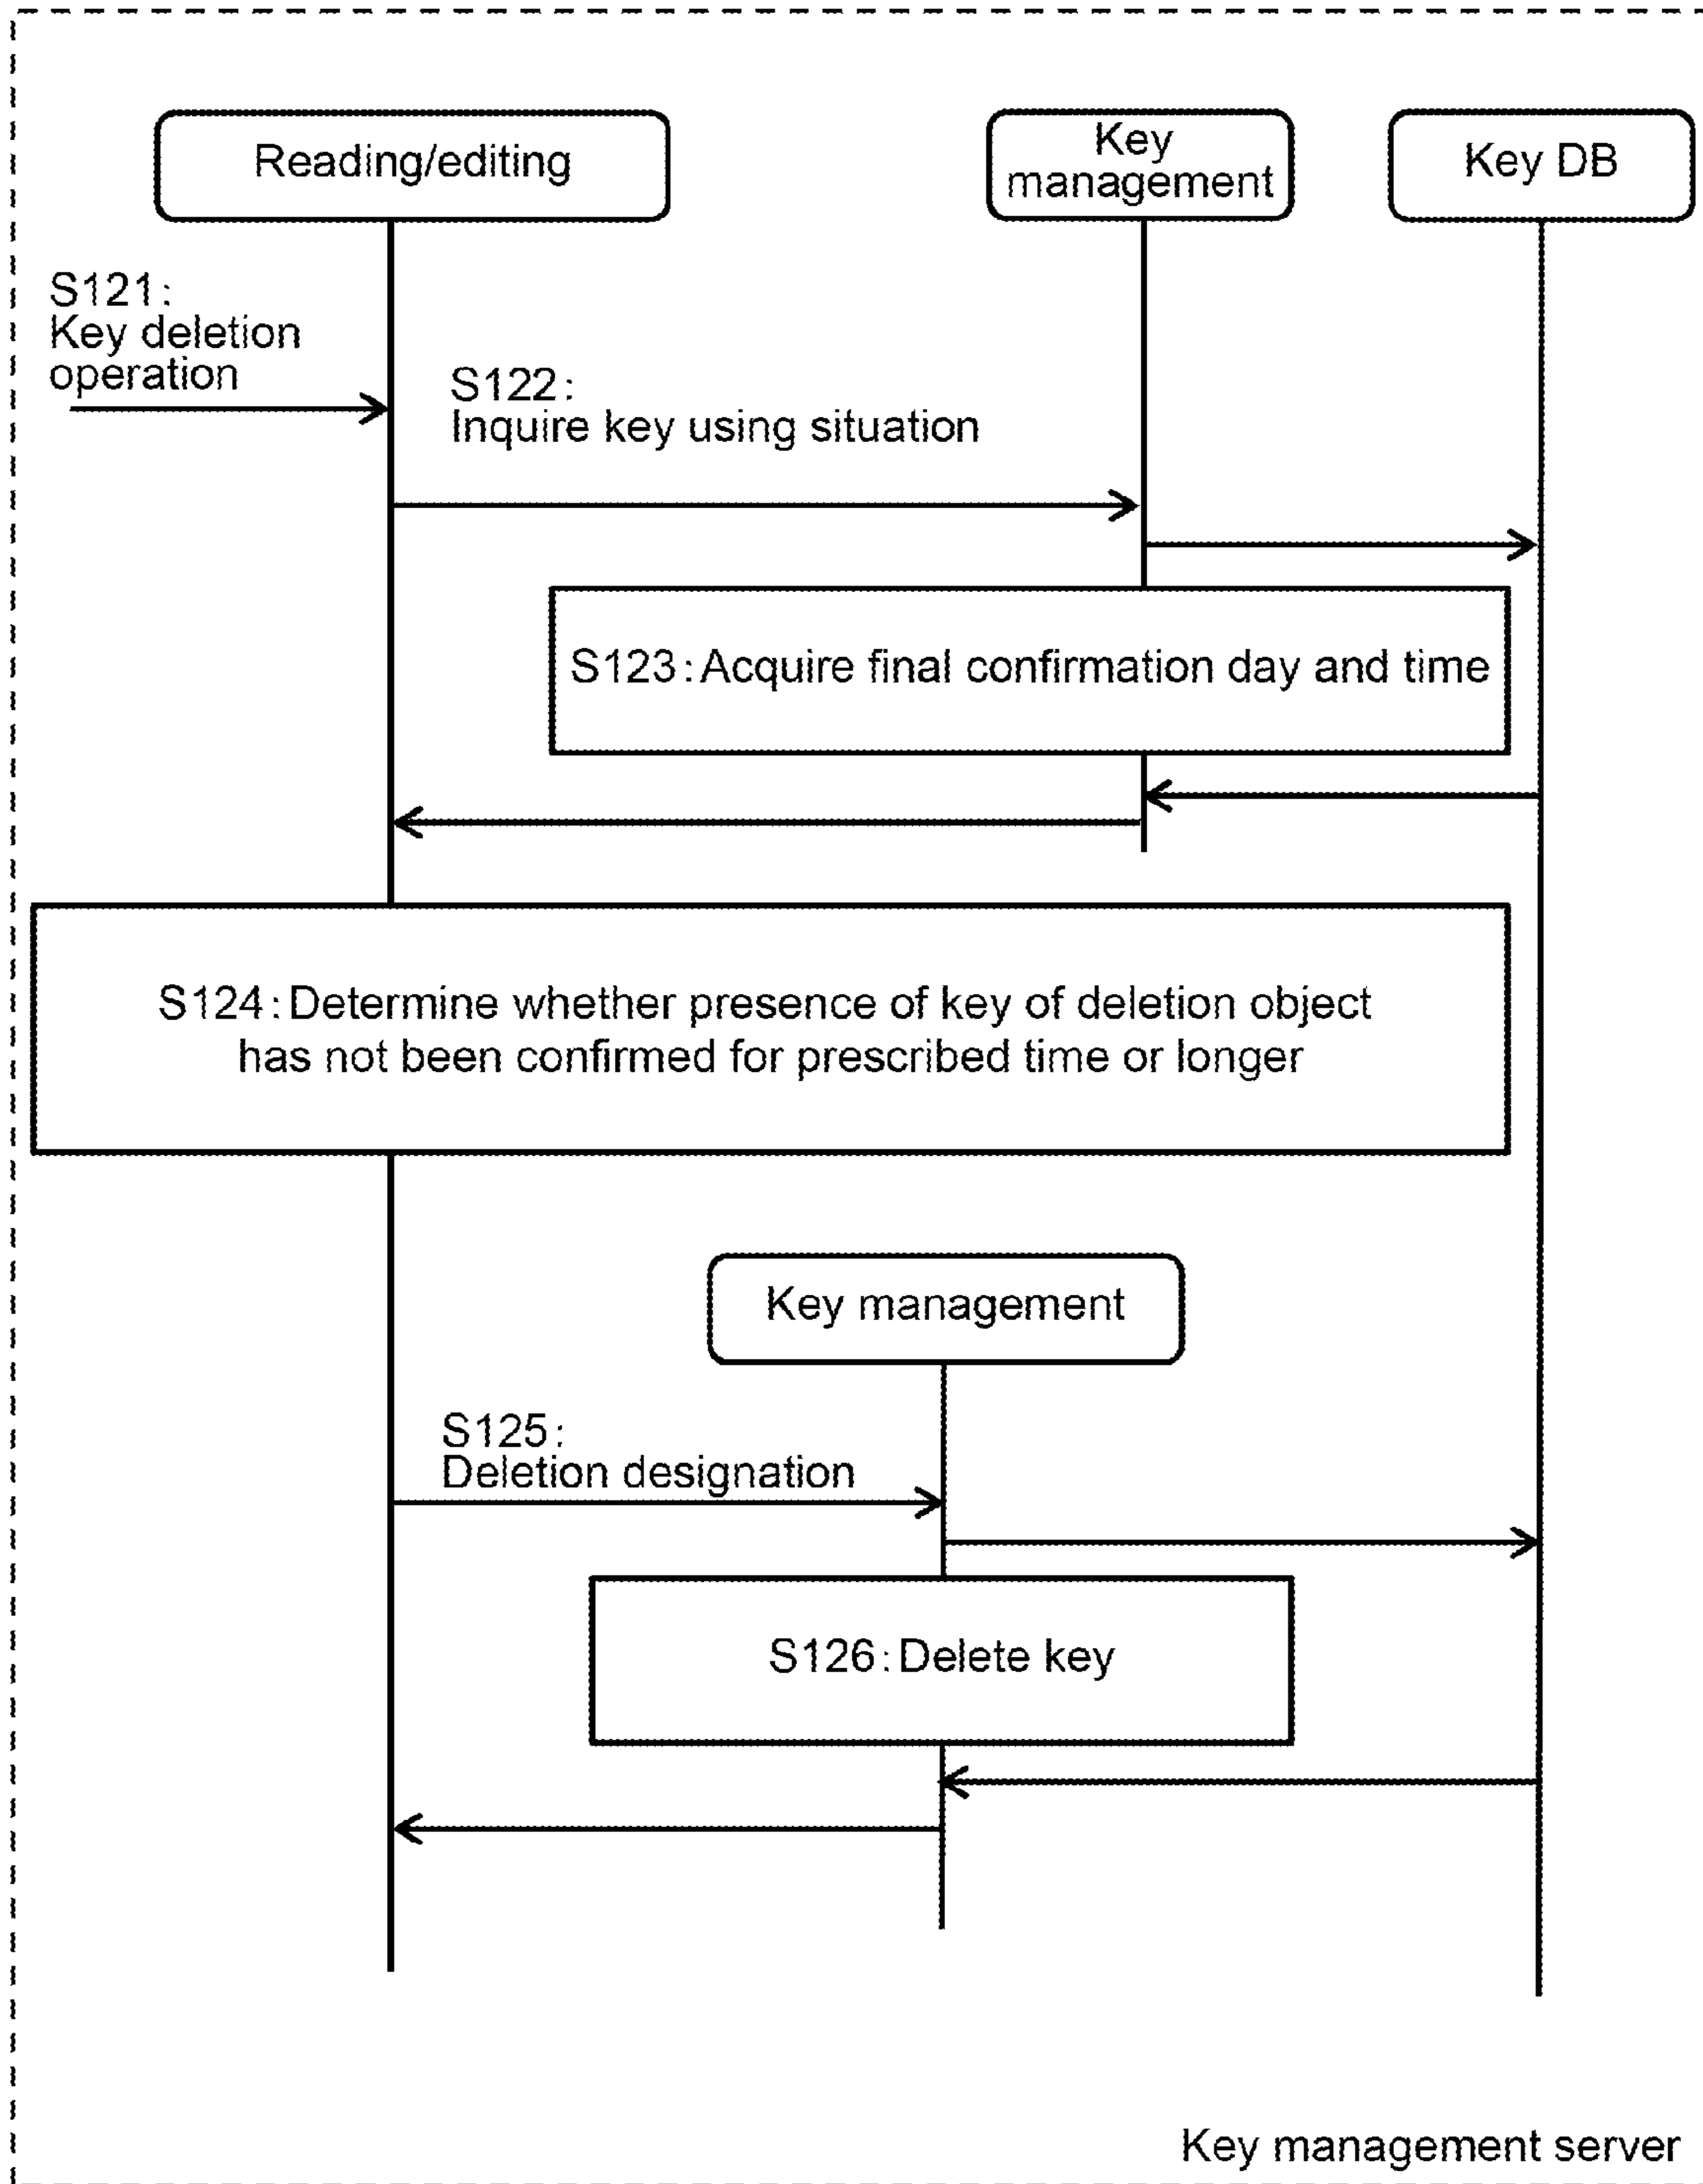 Reading/editing
Key
management
Key DB
S121:
Key deletion
operation
S122:
Inquire key using situation
S123:Acquire final confirmation day and time
S124:Determine whether presence of key of deletion object
has not been confirmed for prescribed time or longer
Key management
S125:
Deletion designation
S126:Delete key
Key management server